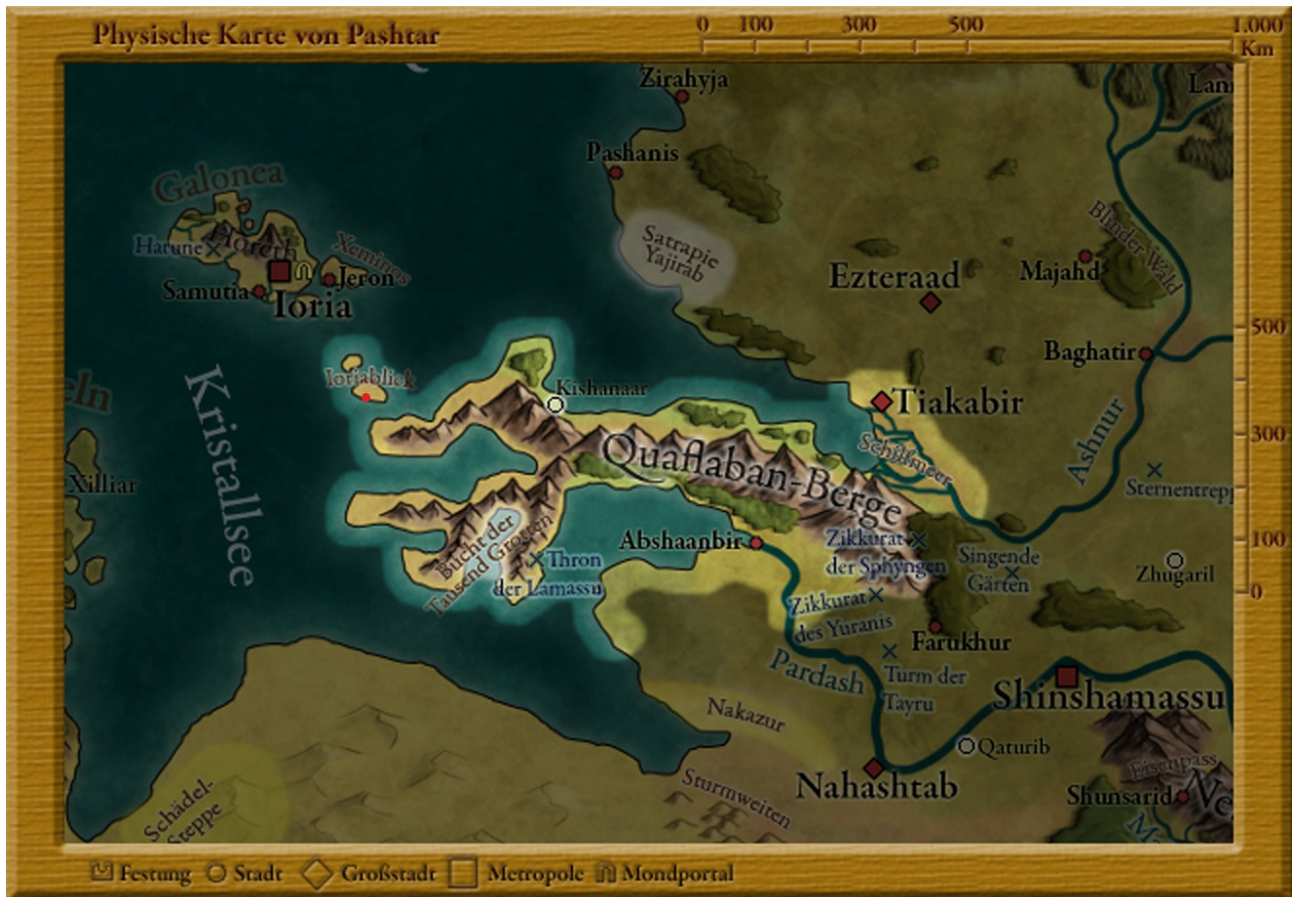 Physische Karte von Pashtar
0 100 300 500 1.000
Km
Zirahyja
Pashanis
Galonea
Harune
Xeminos
Jeron
Samutia
Ioria
Satrapie
Yajirab
Blinder Wald
Majahd
Ezteraad
500
Baghatir
Ioriablick
Kishanaar
Tiakabir
Kristallsee
300
Quaflaban-Berge
Schilfmeer
Ashnur
Xilliar
Sternentrepp
100
Abshaanbir
Zikkurat
der Sphyngen
Singende
Gärten
Zhugaril
Bucht der
Tausend Grotten
Thron
der Lamassu
0
Zikkurat
des Yuranis
Farukhur
Pardash
Turm der
Tayru
Shinshamassu
Nakazur
Qaturib
Eisenpass
Nahashtab
Sturmweiten
Shunsarid
Schädel-
Steppe
Festung Stadt Großstadt Metropole Mondportal